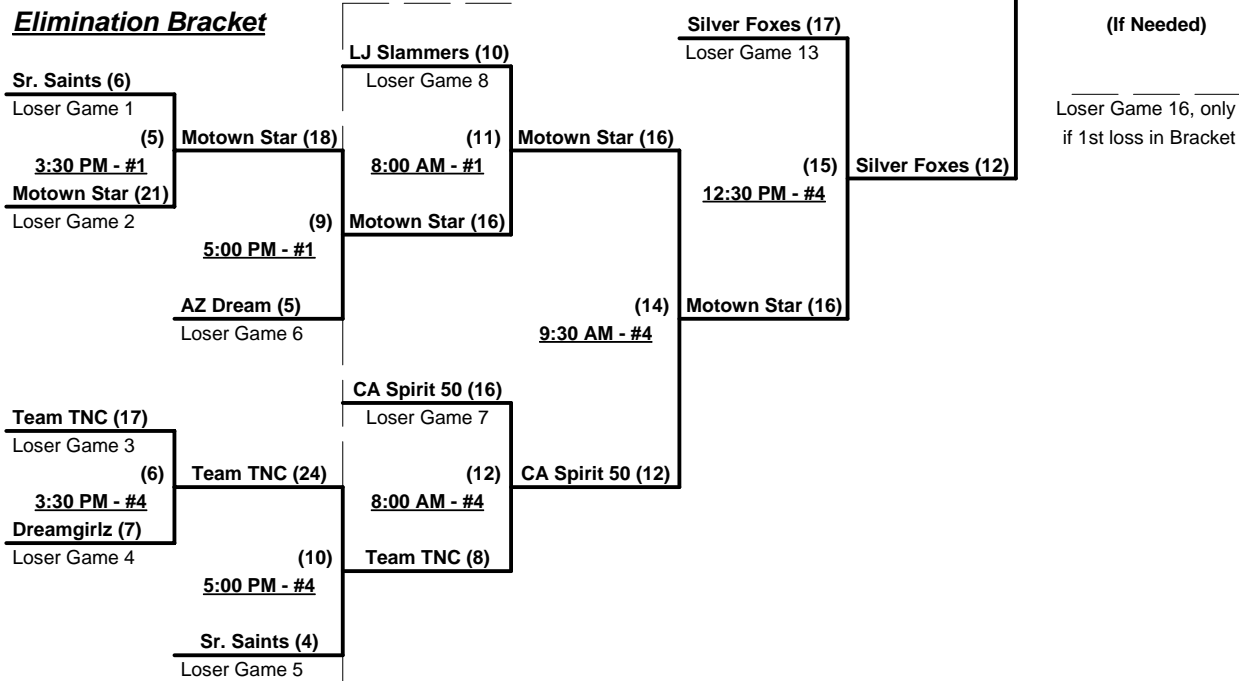 Elimination Bracket
Silver Foxes (17)
(If Needed)
LJ Slammers (10)
Loser Game 13
Sr. Saints (6)
Loser Game 8
Loser Game 1
Loser Game 16, only
(5)
Motown Star (18)
(11)
Motown Star (16)
if 1st loss in Bracket
3:30 PM - #1
8:00 AM - #1
(15)
Silver Foxes (12)
Motown Star (21)
12:30 PM - #4
Loser Game 2
(9)
Motown Star (16)
5:00 PM - #1
AZ Dream (5)
(14)
Motown Star (16)
Loser Game 6
9:30 AM - #4
CA Spirit 50 (16)
Team TNC (17)
Loser Game 7
Loser Game 3
(6)
Team TNC (24)
(12)
CA Spirit 50 (12)
3:30 PM - #4
8:00 AM - #4
Dreamgirlz (7)
Loser Game 4
(10)
Team TNC (8)
5:00 PM - #4
Sr. Saints (4)
Loser Game 5